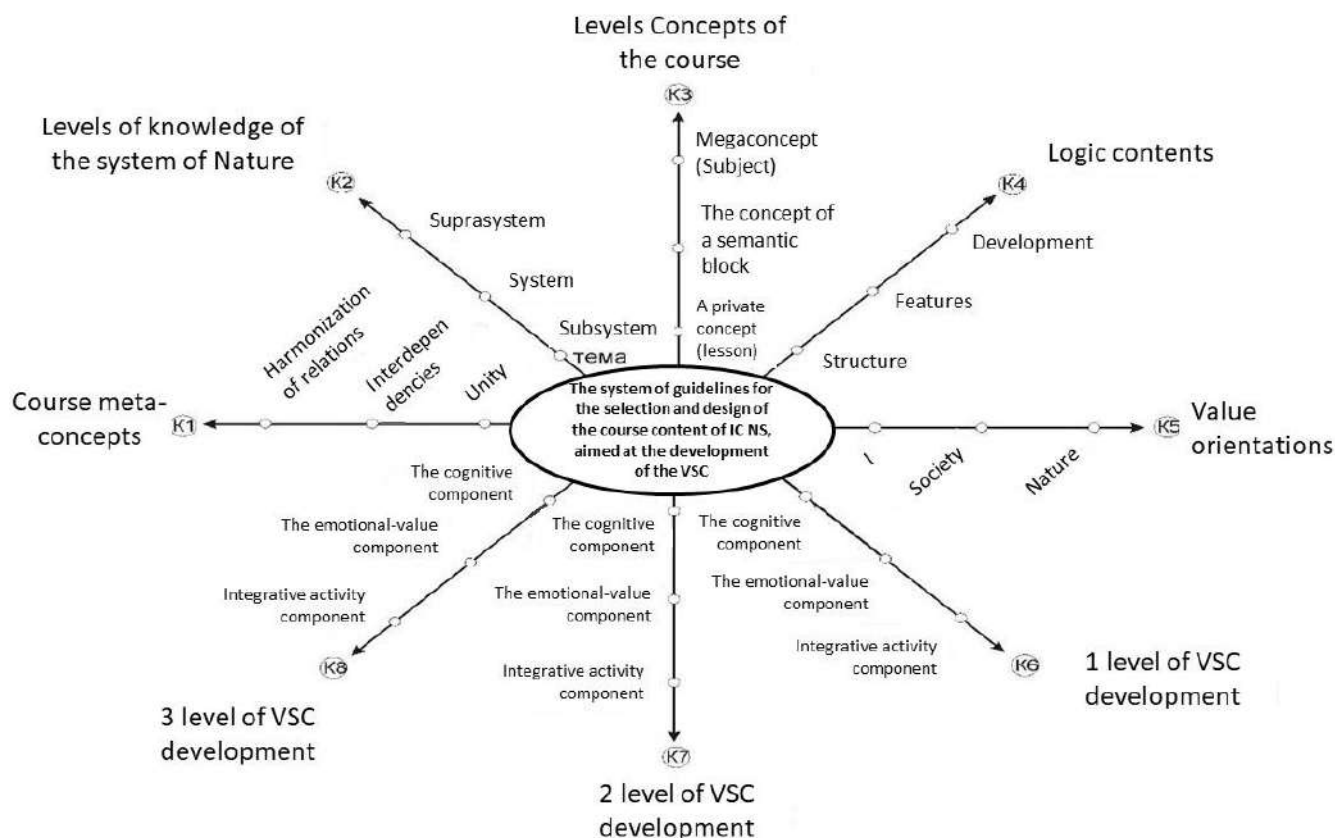 Levels Concepts of
the course
K3
Levels of knowledge of
the system of Nature
K2
Megaconcept
(Subject)
Logic contents
K4
Suprasystem
The concept of
a semantic
block
Development
System
Features
Harmonization
of relations
Interdepen
dencies
Unity
Subsystem
тема
A private
concept
(lesson)
Structure
Course meta-
concepts
K1
The system of guidelines for
the selection and design of
the course content of IC NS,
aimed at the development
of the VSC
I
Society
Nature
K5
Value
orientations
The cognitive
component
The emotional-value
component
Integrative activity
component
K8
3 level of VSC
development
The cognitive
component
The emotional-value
component
Integrative activity
component
K7
2 level of VSC
development
The cognitive
component
The emotional-value
component
Integrative activity
component
K6
1 level of VSC
development